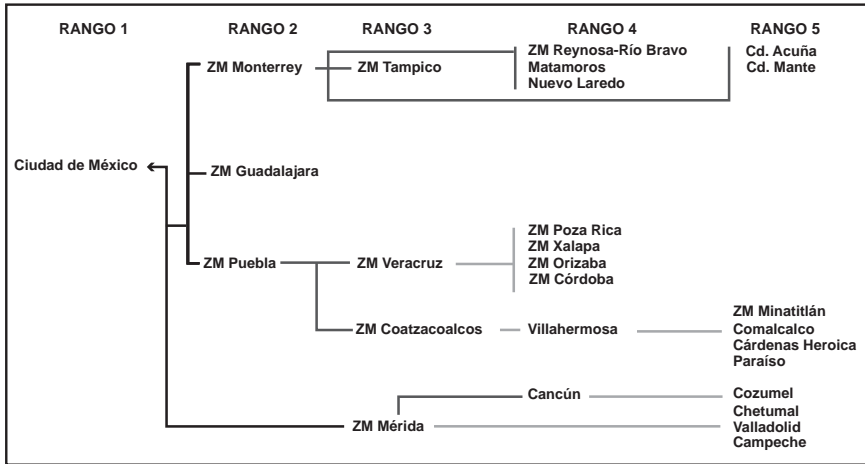 RANGO 1 RANGO 2 RANGO 3 RANGO 4 RANGO 5
ZM Monterrey
ZM Tampico
ZM Reynosa-Río Bravo
Matamoros
Nuevo Laredo
Cd. Acuña
Cd. Mante
Ciudad de México
ZM Guadalajara
ZM Puebla
ZM Veracruz
ZM Poza Rica
ZM Xalapa
ZM Orizaba
ZM Córdoba
ZM Coatzacoalcos
Villahermosa
ZM Minatitlán
Comalcalco
Cárdenas Heroica
Paraíso
ZM Mérida
Cancún
Cozumel
Chetumal
Valladolid
Campeche